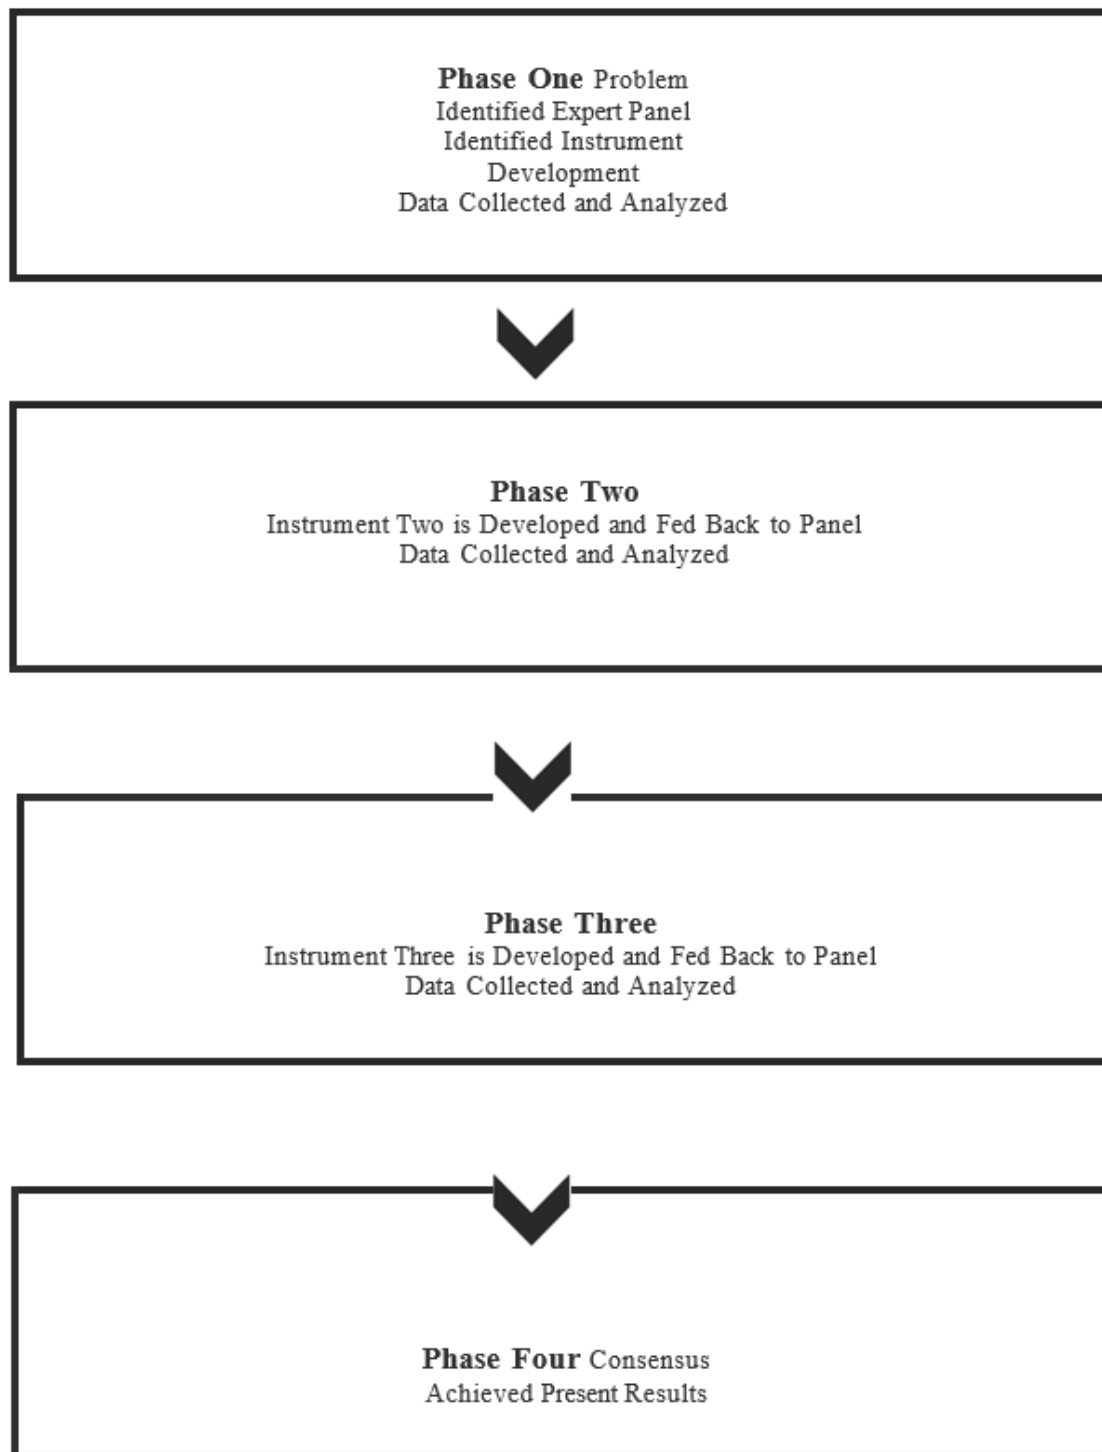 Phase One Problem
Identified Expert Panel
Identified Instrument
Development
Data Collected and Analyzed
Phase Two
Instrument Two is Developed and Fed Back to Panel
Data Collected and Analyzed
Phase Three
Instrument Three is Developed and Fed Back to Panel
Data Collected and Analyzed
Phase Four Consensus
Achieved Present Results